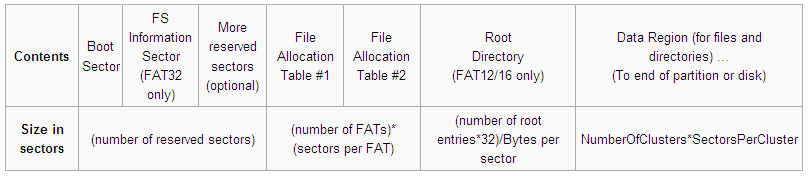 Contents
Boot
Sector
FS
Information
Sector
(FAT32
only)
More
reserved
sectors
(optional)
File
Allocation
Table #1
File
Allocation
Table #2
Root
Directory
(FAT12/16 only)
Data Region (for files and
directories) ...
(To end of partition or disk)
Size in
sectors
(number of reserved sectors)
(number of FATs)*
(sectors per FAT)
(number of root
entries*32)/Bytes per
sector
NumberOfClusters*SectorsPerCluster